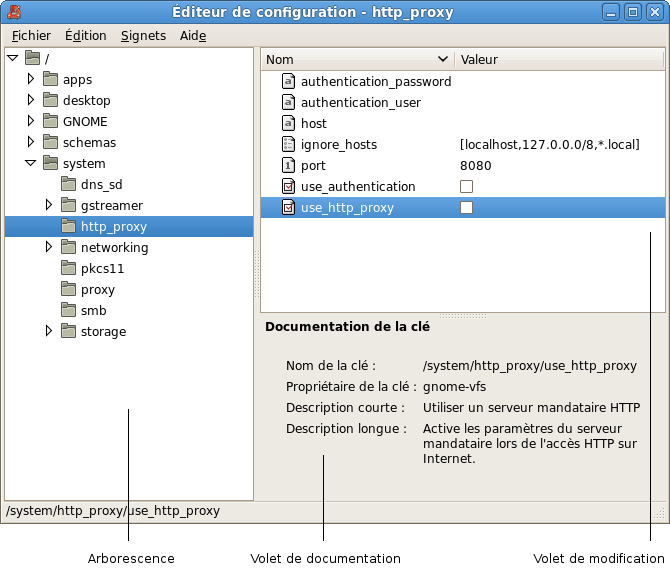 Éditeur de configuration - http_proxy
Fichier Édition Signets Aide
/
apps
desktop
GNOME
schemas
system
dns_sd
gstreamer
http_proxy
networking
pkcs11
proxy
smb
storage
Nom Valeur
authentication_password
authentication_user
host
ignore_hosts [localhost,127.0.0.0/8,*.local]
port 8080
use_authentication
use_http_proxy
Documentation de la clé
Nom de la clé : /system/http_proxy/use_http_proxy
Propriétaire de la clé : gnome-vfs
Description courte : Utiliser un serveur mandataire HTTP
Description longue : Active les paramètres du serveur
mandataire lors de l'accès HTTP sur
Internet.
/system/http_proxy/use_http_proxy
Arborescence Volet de documentation Volet de modification